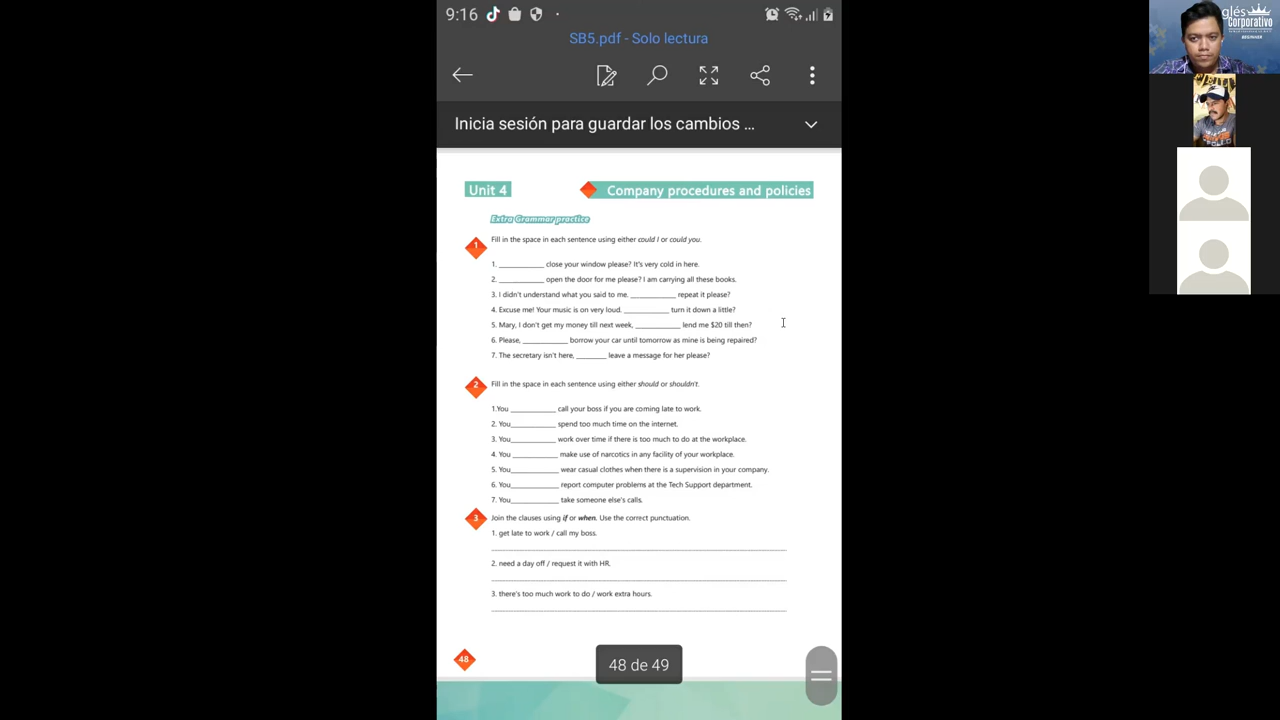 9:16
SB5.pdf - Solo lectura
Inicia sesión para guardar los cambios ...
Unit 4
Company procedures and policies
Extra Grammar practice
1
Fill in the space in each sentence using either could I or could you.
1. ___________ close your window please? It's very cold in here.
2. ___________ open the door for me please? I am carrying all these books.
3. I didn't understand what you said to me. ___________ repeat it please?
4. Excuse me! Your music is on very loud. ___________ turn it down a little?
5. Mary, I don't get my money till next week, ___________ lend me $20 till then?
6. Please, ___________ borrow your car until tomorrow as mine is being repaired?
7. The secretary isn't here, _______ leave a message for her please?
2
Fill in the space in each sentence using either should or shouldn't.
1.You ___________ call your boss if you are coming late to work.
2. You___________ spend too much time on the internet.
3. You___________ work over time if there is too much to do at the workplace.
4. You ___________ make use of narcotics in any facility of your workplace.
5. You___________ wear casual clothes when there is a supervision in your company.
6. You___________ report computer problems at the Tech Support department.
7. You___________ take someone else's calls.
3
Join the clauses using if or when. Use the correct punctuation.
1. get late to work / call my boss.
2. need a day off / request it with HR.
3. there's too much work to do / work extra hours.
48
48 de 49
glés
Corporativo
BEGINNER